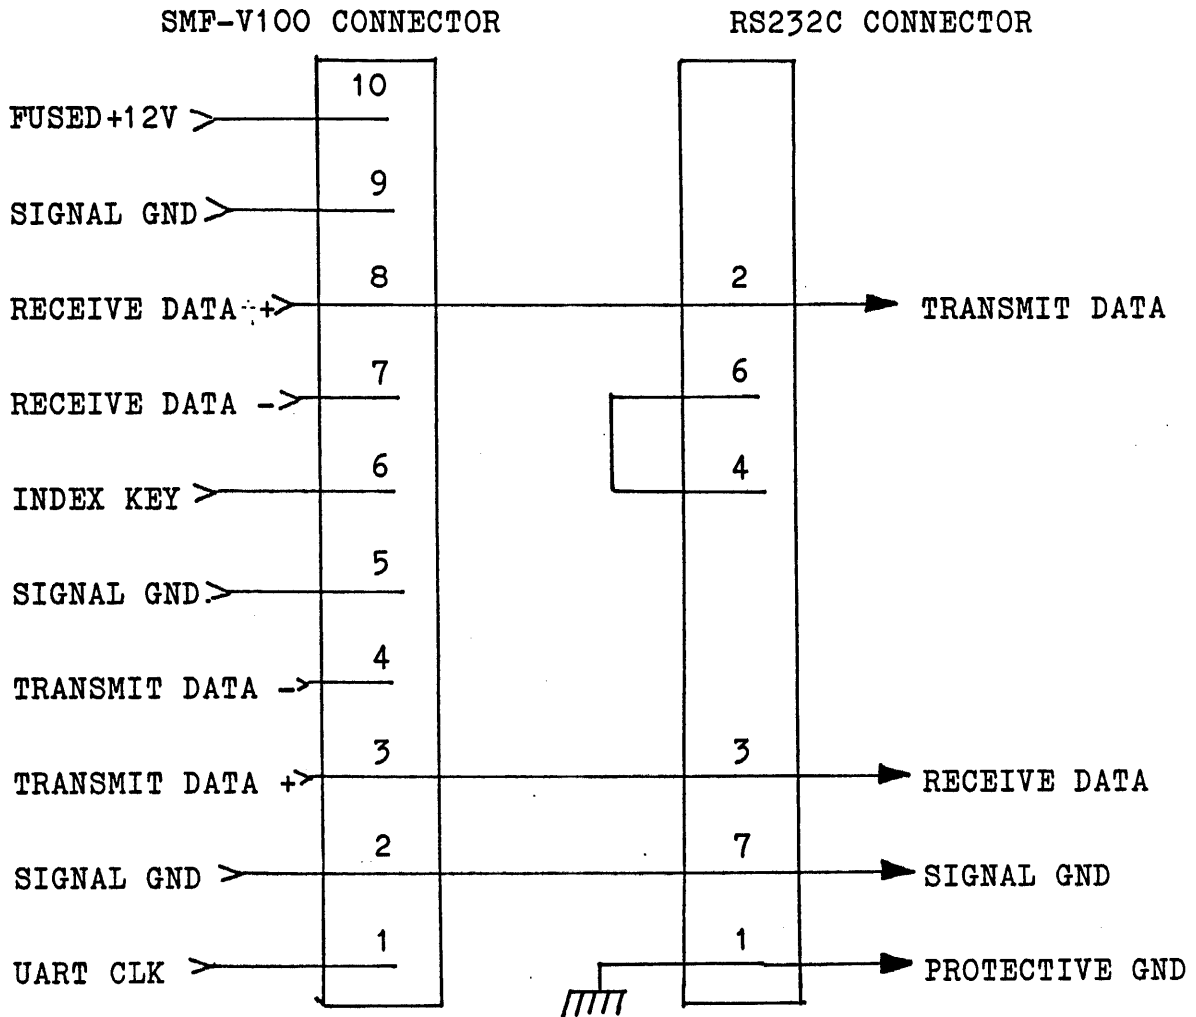 SMF-V100 CONNECTOR RS232C CONNECTOR
10
FUSED+12V
9
SIGNAL GND
8 2
RECEIVE DATA + TRANSMIT DATA
7 6
RECEIVE DATA -
6 4
INDEX KEY
5
SIGNAL GND.
4
TRANSMIT DATA -
3 3
TRANSMIT DATA + RECEIVE DATA
2 7
SIGNAL GND SIGNAL GND
1 1
UART CLK PROTECTIVE GND